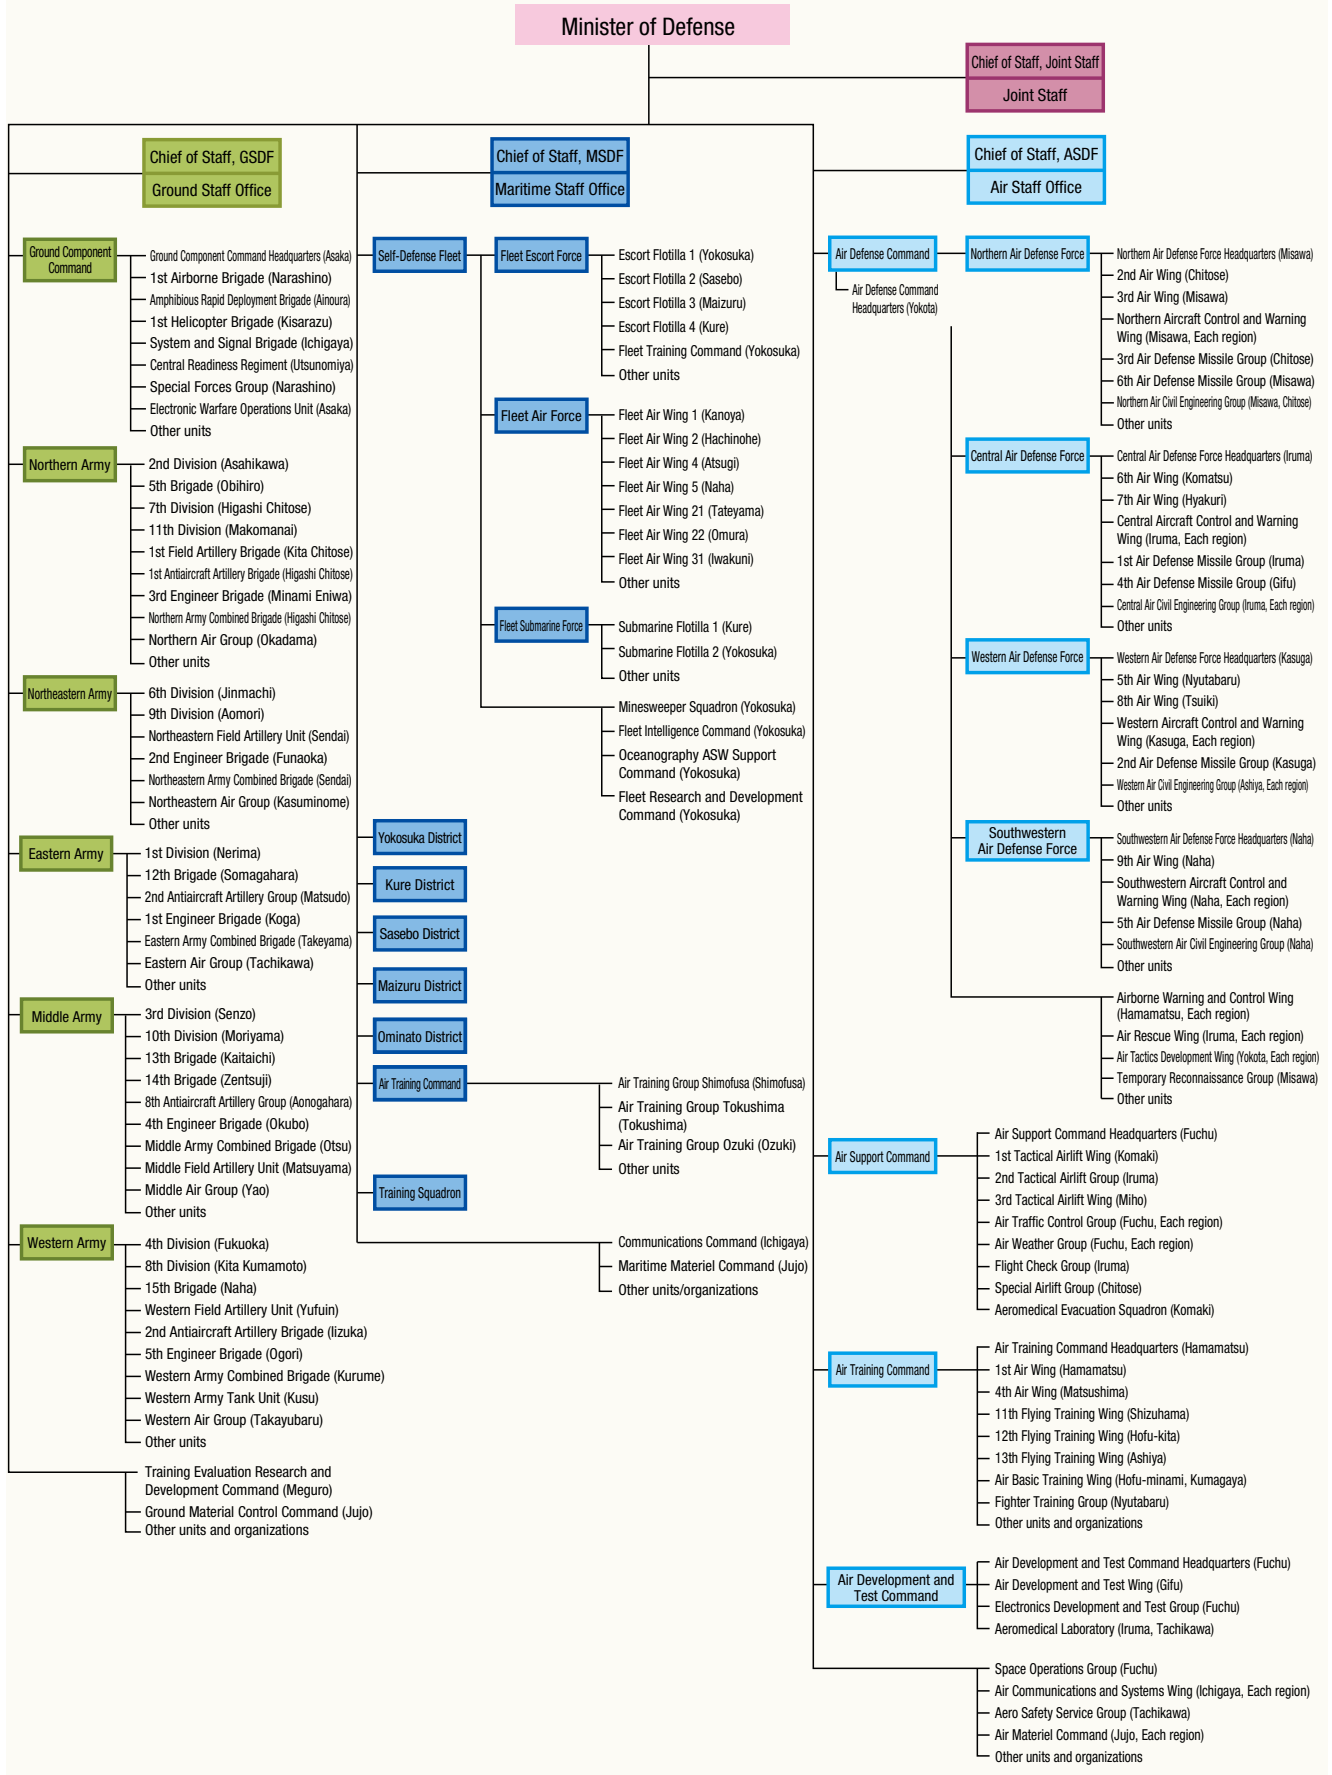 Minister of Defense
Chief of Staff, Joint Staff
Joint Staff
Chief of Staff, GSDF
Ground Staff Office
Ground Component
Command
Ground Component Command Headquarters (Asaka)
1st Airborne Brigade (Narashino)
Amphibious Rapid Deployment Brigade (Ainoura)
1st Helicopter Brigade (Kisarazu)
System and Signal Brigade (Ichigaya)
Central Readiness Regiment (Utsunomiya)
Special Forces Group (Narashino)
Electronic Warfare Operations Unit (Asaka)
Other units
Northern Army
2nd Division (Asahikawa)
5th Brigade (Obihiro)
7th Division (Higashi Chitose)
11th Division (Makomanai)
1st Field Artillery Brigade (Kita Chitose)
1st Antiaircraft Artillery Brigade (Higashi Chitose)
3rd Engineer Brigade (Minami Eniwa)
Northern Army Combined Brigade (Higashi Chitose)
Northern Air Group (Okadama)
Other units
Northeastern Army
6th Division (Jinmachi)
9th Division (Aomori)
Northeastern Field Artillery Unit (Sendai)
2nd Engineer Brigade (Funaoka)
Northeastern Army Combined Brigade (Sendai)
Northeastern Air Group (Kasuminome)
Other units
Eastern Army
1st Division (Nerima)
12th Brigade (Somagahara)
2nd Antiaircraft Artillery Group (Matsudo)
1st Engineer Brigade (Koga)
Eastern Army Combined Brigade (Takeyama)
Eastern Air Group (Tachikawa)
Other units
Middle Army
3rd Division (Senzo)
10th Division (Moriyama)
13th Brigade (Kaitaichi)
14th Brigade (Zentsuji)
8th Antiaircraft Artillery Group (Aonogahara)
4th Engineer Brigade (Okubo)
Middle Army Combined Brigade (Otsu)
Middle Field Artillery Unit (Matsuyama)
Middle Air Group (Yao)
Other units
Western Army
4th Division (Fukuoka)
8th Division (Kita Kumamoto)
15th Brigade (Naha)
Western Field Artillery Unit (Yufuin)
2nd Antiaircraft Artillery Brigade (Iizuka)
5th Engineer Brigade (Ogori)
Western Army Combined Brigade (Kurume)
Western Army Tank Unit (Kusu)
Western Air Group (Takayubaru)
Other units
Training Evaluation Research and
Development Command (Meguro)
Ground Material Control Command (Jujo)
Other units and organizations
Chief of Staff, MSDF
Maritime Staff Office
Self-Defense Fleet
Fleet Escort Force
Escort Flotilla 1 (Yokosuka)
Escort Flotilla 2 (Sasebo)
Escort Flotilla 3 (Maizuru)
Escort Flotilla 4 (Kure)
Fleet Training Command (Yokosuka)
Other units
Fleet Air Force
Fleet Air Wing 1 (Kanoya)
Fleet Air Wing 2 (Hachinohe)
Fleet Air Wing 4 (Atsugi)
Fleet Air Wing 5 (Naha)
Fleet Air Wing 21 (Tateyama)
Fleet Air Wing 22 (Omura)
Fleet Air Wing 31 (Iwakuni)
Other units
Fleet Submarine Force
Submarine Flotilla 1 (Kure)
Submarine Flotilla 2 (Yokosuka)
Other units
Minesweeper Squadron (Yokosuka)
Fleet Intelligence Command (Yokosuka)
Oceanography ASW Support
Command (Yokosuka)
Fleet Research and Development
Command (Yokosuka)
Yokosuka District
Kure District
Sasebo District
Maizuru District
Ominato District
Air Training Command
Air Training Group Shimofusa (Shimofusa)
Air Training Group Tokushima
(Tokushima)
Air Training Group Ozuki (Ozuki)
Other units
Training Squadron
Communications Command (Ichigaya)
Maritime Materiel Command (Jujo)
Other units/organizations
Chief of Staff, ASDF
Air Staff Office
Air Defense Command
Air Defense Command
Headquarters (Yokota)
Northern Air Defense Force
Northern Air Defense Force Headquarters (Misawa)
2nd Air Wing (Chitose)
3rd Air Wing (Misawa)
Northern Aircraft Control and Warning
Wing (Misawa, Each region)
3rd Air Defense Missile Group (Chitose)
6th Air Defense Missile Group (Misawa)
Northern Air Civil Engineering Group (Misawa, Chitose)
Other units
Central Air Defense Force
Central Air Defense Force Headquarters (Iruma)
6th Air Wing (Komatsu)
7th Air Wing (Hyakuri)
Central Aircraft Control and Warning
Wing (Iruma, Each region)
1st Air Defense Missile Group (Iruma)
4th Air Defense Missile Group (Gifu)
Central Air Civil Engineering Group (Iruma, Each region)
Other units
Western Air Defense Force
Western Air Defense Force Headquarters (Kasuga)
5th Air Wing (Nyutabaru)
8th Air Wing (Tsuiki)
Western Aircraft Control and Warning
Wing (Kasuga, Each region)
2nd Air Defense Missile Group (Kasuga)
Western Air Civil Engineering Group (Ashiya, Each region)
Other units
Southwestern
Air Defense Force
Southwestern Air Defense Force Headquarters (Naha)
9th Air Wing (Naha)
Southwestern Aircraft Control and
Warning Wing (Naha, Each region)
5th Air Defense Missile Group (Naha)
Southwestern Air Civil Engineering Group (Naha)
Other units
Airborne Warning and Control Wing
(Hamamatsu, Each region)
Air Rescue Wing (Iruma, Each region)
Air Tactics Development Wing (Yokota, Each region)
Temporary Reconnaissance Group (Misawa)
Other units
Air Support Command
Air Support Command Headquarters (Fuchu)
1st Tactical Airlift Wing (Komaki)
2nd Tactical Airlift Group (Iruma)
3rd Tactical Airlift Wing (Miho)
Air Traffic Control Group (Fuchu, Each region)
Air Weather Group (Fuchu, Each region)
Flight Check Group (Iruma)
Special Airlift Group (Chitose)
Aeromedical Evacuation Squadron (Komaki)
Air Training Command
Air Training Command Headquarters (Hamamatsu)
1st Air Wing (Hamamatsu)
4th Air Wing (Matsushima)
11th Flying Training Wing (Shizuhama)
12th Flying Training Wing (Hofu-kita)
13th Flying Training Wing (Ashiya)
Air Basic Training Wing (Hofu-minami, Kumagaya)
Fighter Training Group (Nyutabaru)
Other units and organizations
Air Development and
Test Command
Air Development and Test Command Headquarters (Fuchu)
Air Development and Test Wing (Gifu)
Electronics Development and Test Group (Fuchu)
Aeromedical Laboratory (Iruma, Tachikawa)
Space Operations Group (Fuchu)
Air Communications and Systems Wing (Ichigaya, Each region)
Aero Safety Service Group (Tachikawa)
Air Materiel Command (Jujo, Each region)
Other units and organizations